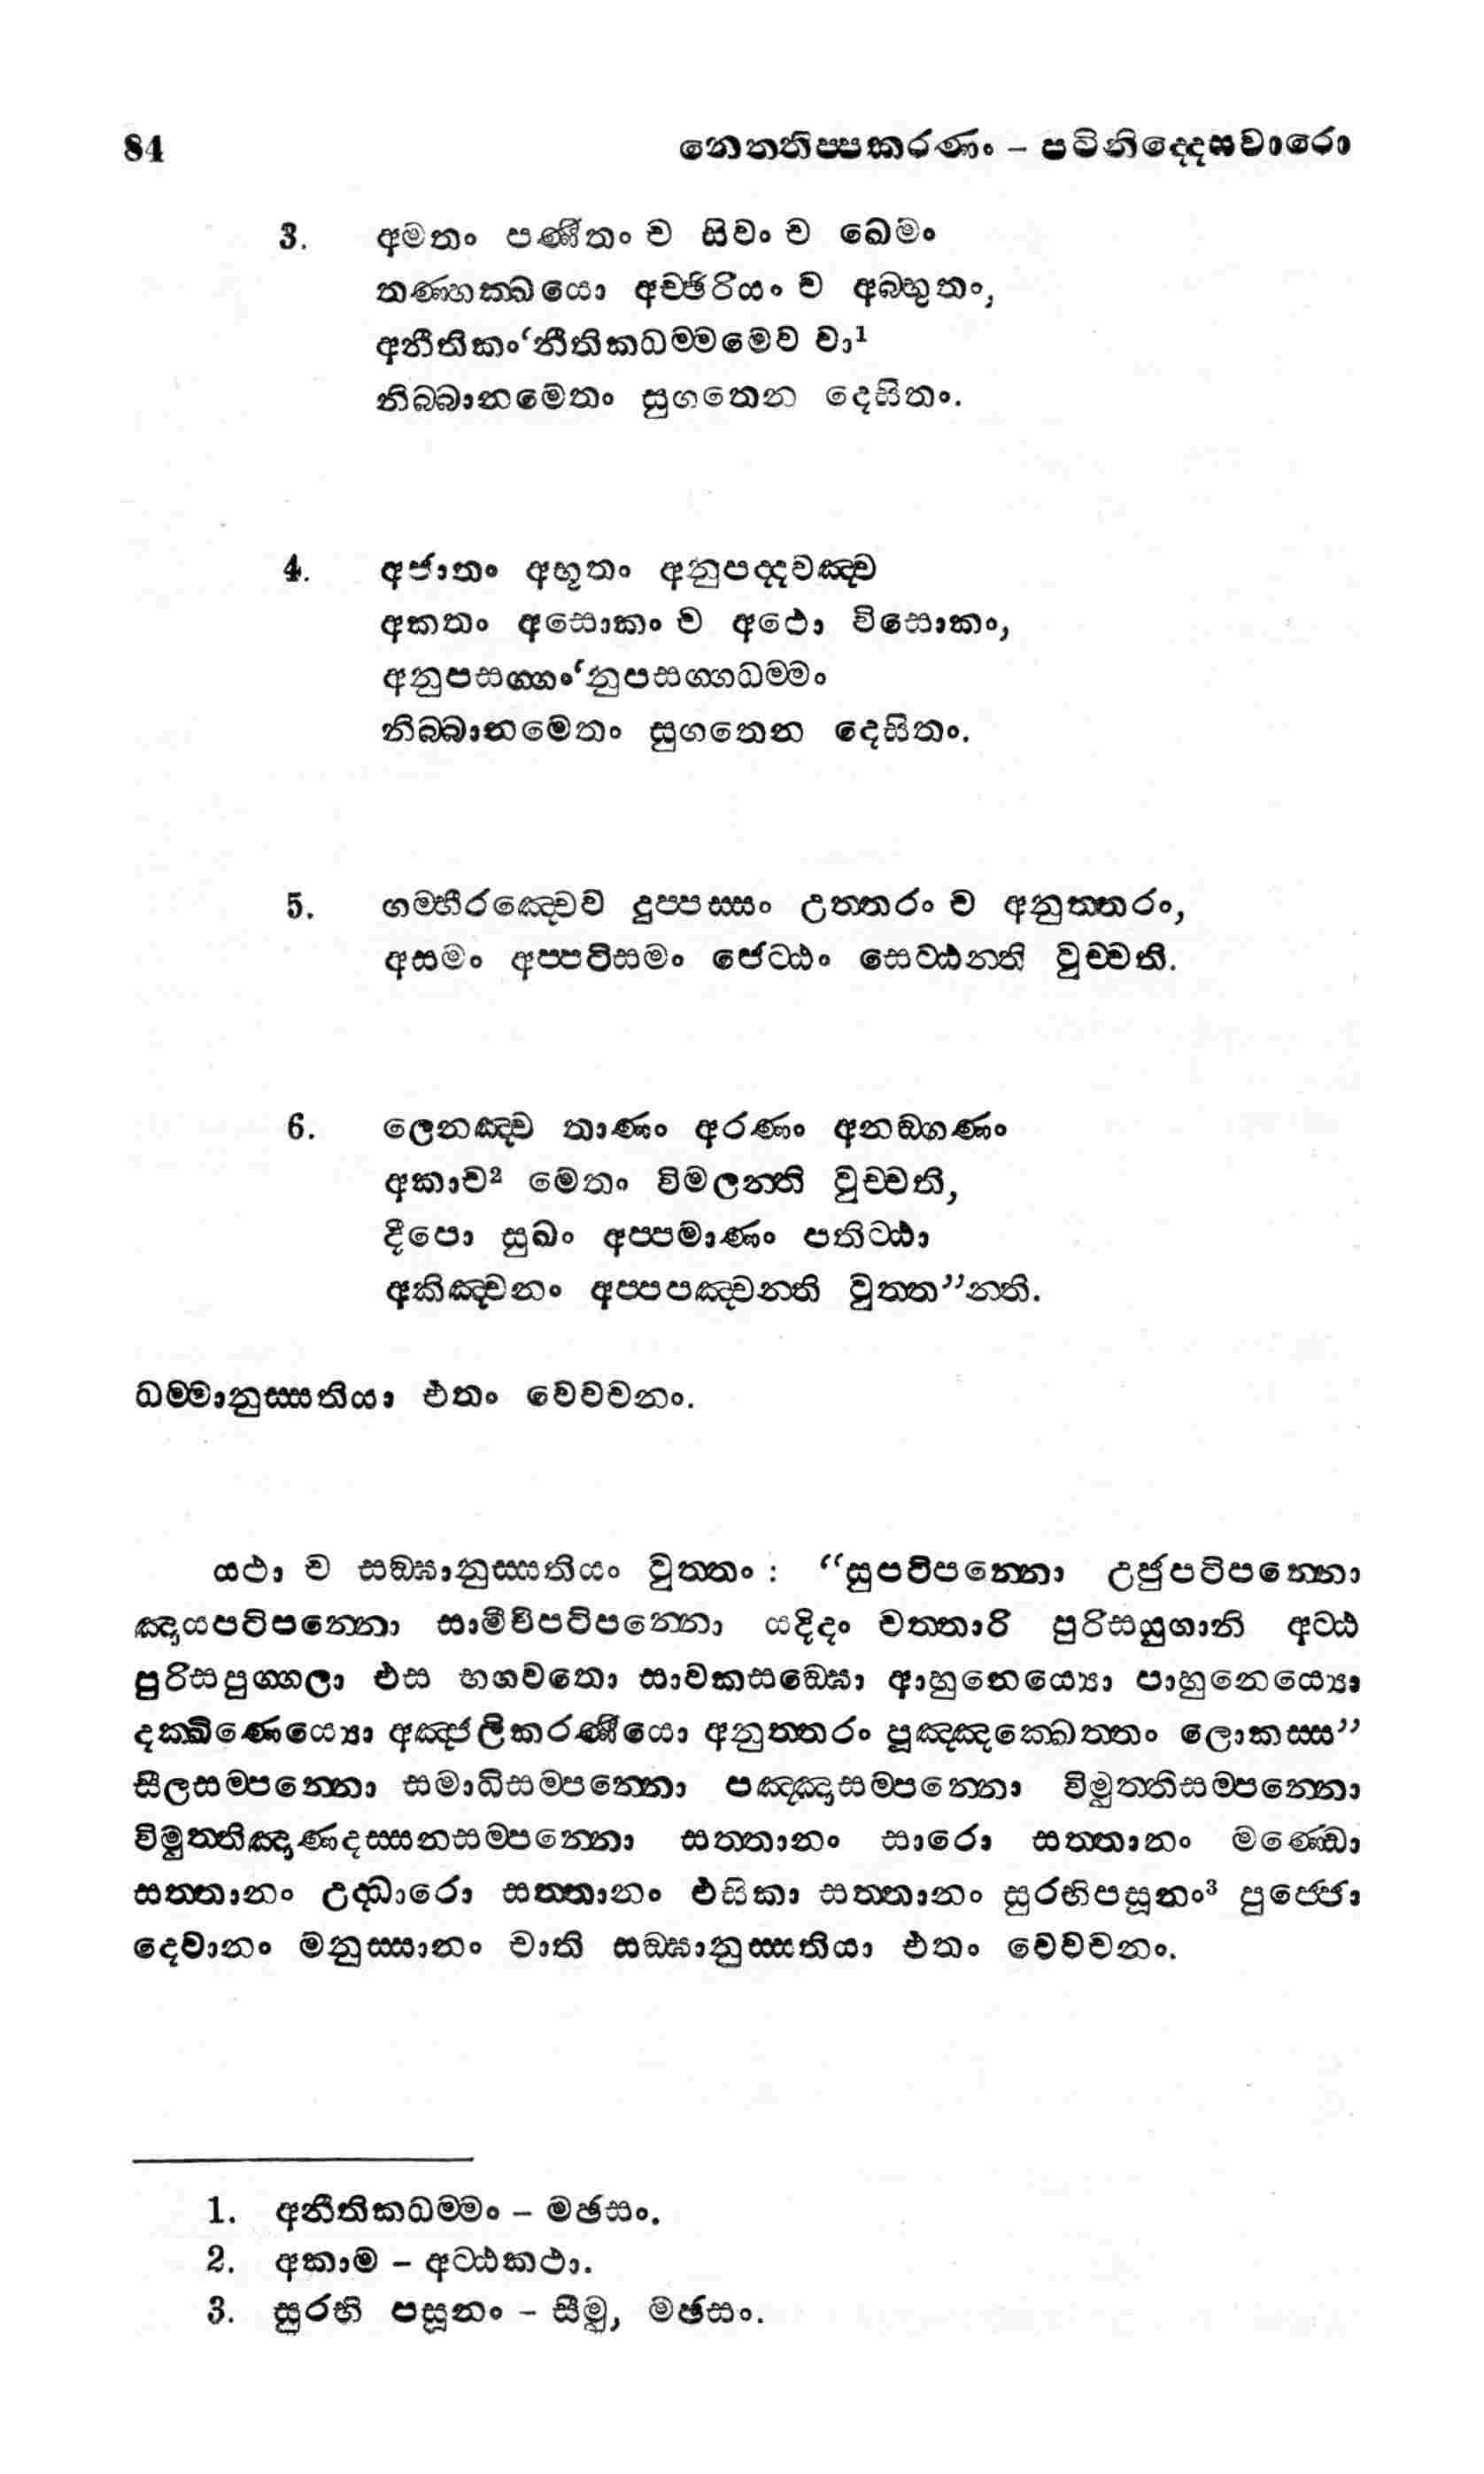 84 නෙත්තිප්පකරණං – පටිනිද්දෙසවාරො
3. අමතං පණීතං ච සිවං ච ඛෙමං
තණ්හක්ඛයො අච්ඡරියං ච අබ්භුතං,
අනීතිකං‘නීතිකධම්මමෙව වා¹
නිබ්බානමෙතං සුගතෙන දෙසිතං.
4. අජාතං අභූතං අනුපද්දවඤ්ච
අකතං අසොකං ච අථො විසොකං,
අනුපසග්ගං‘නුපසග්ගධම්මං
නිබ්බානමෙතං සුගතෙන දෙසිතං.
5. ගම්භීරඤ්චෙව දුප්පස්සං උත්තරං ච අනුත්තරං,
අසමං අප්පටිසමං ජෙට්ඨං සෙට්ඨන්ති වුච්චති.
6. ලෙනඤ්ච තාණං අරණං අනඞ්ගණං
අකාච² මෙතං විමලන්ති වුච්චති,
දීපො සුඛං අප්පමාණං පතිට්ඨා
අකිඤ්චනං අප්පපඤ්චන්ති වුත්ත”න්ති.
ධම්මානුස්සතියා එතං වෙවචනං.
යථා ච සඞ්ඝානුස්සතියං වුත්තං : “සුපටිපන්නො උජුපටිපන්නො
ඤායපටිපන්නො සාමීචිපටිපන්නො යදිදං චත්තාරි පුරිසයුගානි අට්ඨ
පුරිසපුග්ගලා එස භගවතො සාවකසඞ්ඝො ආහුනෙය්‍යො පාහුනෙය්‍යො
දක්ඛිණෙය්‍යො අඤ්ජලිකරණීයො අනුත්තරං පුඤ්ඤක්ඛෙත්තං ලොකස්ස”
සීලසම්පන්නො සමාධිසම්පන්නො පඤ්ඤාසම්පන්නො විමුත්තිසම්පන්නො
විමුත්තිඤාණදස්සනසම්පන්නො සත්තානං සාරො සත්තානං මණ්ඩො
සත්තානං උද්ධාරො සත්තානං එසිකා සත්තානං සුරභිපසූනං³ පුජ්ජො
දෙවානං මනුස්සානං චාති සඞ්ඝානුස්සතියා එතං වෙවචනං.
1. අනීතිකධම්මං – මඡසං.
2. අකාම – අට්ඨකථා.
3. සුරභි පසූනං – සීමු, මඡසං.